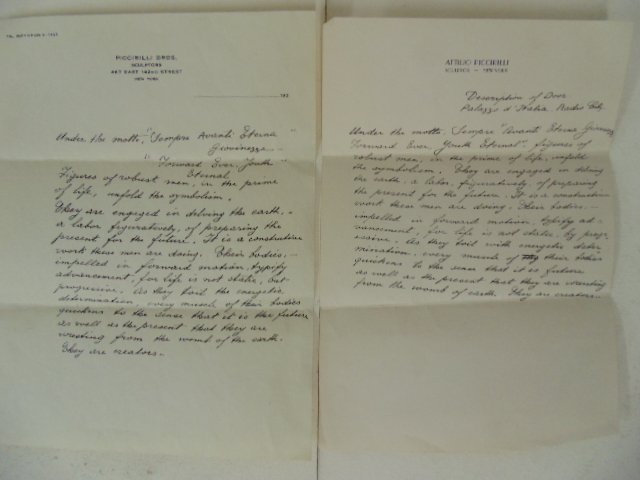 PICCIRILLI BROS.
SCULPTORS
467 EAST 142ND STREET
NEW YORK
193
Under the motto, "Sempre Avanti Eterna
Giovinezza"
"Forward Ever, Youth
Eternal"
Figures of robust men, in the prime
of life, unfold the symbolism.
They are engaged in delving the earth.
a labor figuratively, of preparing the
present for the future. It is a constructive
work these men are doing. Their bodies,
impelled in forward motion, typify
advancement, for life is not static, but
progressive. As they toil the energetic
determination, every muscle of their bodies
quickens to the sense that it is the future
as well as the present that they are
wresting from the womb of the earth.
They are creators.
ATTILIO PICCIRILLI
SCULPTOR - NEW YORK
Description of Door
Palazzo d'Italia Radio City
Under the motto, Sempre "Avanti Eterna Giovinezza
Forward Ever, Youth Eternal", figures of
robust men, in the prime of life, unfold
the symbolism. They are engaged in delving
the earth a labor, figuratively, of preparing
the present for the future. It is a constructive
work these men are doing. Their bodies
impelled in forward motion, typify ad-
vancement, for life is not static, but prog-
ressive. As they toil with energetic deter
mination, every muscle of their bodies
quickens to the sense that it is future
as well as the present that they are wresting
from the womb of earth. They are creators.